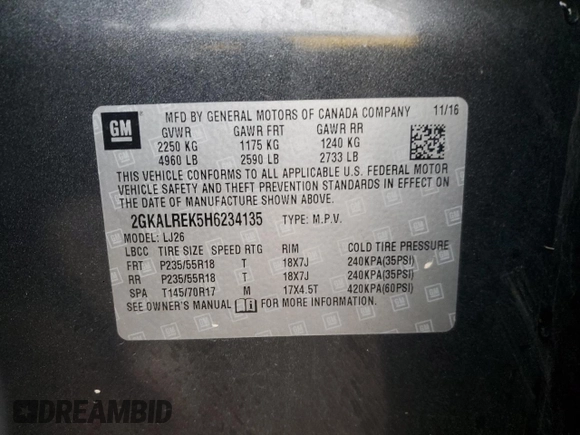 GM
MFD BY GENERAL MOTORS OF CANADA COMPANY 11/16
GVWR GAWR FRT GAWR RR
2250 KG 1175 KG 1240 KG
4960 LB 2590 LB 2733 LB
THIS VEHICLE CONFORMS TO ALL APPLICABLE U.S. FEDERAL MOTOR
VEHICLE SAFETY AND THEFT PREVENTION STANDARDS IN EFFECT ON
THE DATE OF MANUFACTURE SHOWN ABOVE.
2GKALREK5H6234135 TYPE: M.P.V.
MODEL: LJ26
LBCC TIRE SIZE SPEED RTG RIM COLD TIRE PRESSURE
FRT P235/55R18 T 18X7J 240KPA(35PSI)
RR P235/55R18 T 18X7J 240KPA(35PSI)
SPA T145/70R17 M 17X4.5T 420KPA(60PSI)
SEE OWNER'S MANUAL FOR MORE INFORMATION
DREAMBID